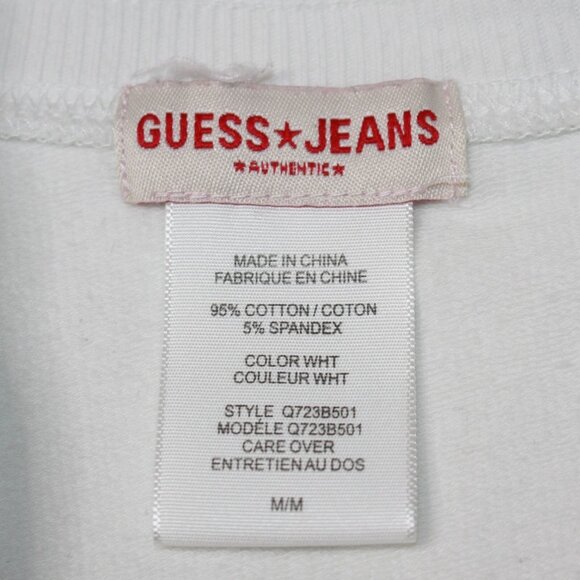 GUESS★JEANS
★AUTHENTIC★
MADE IN CHINA
FABRIQUE EN CHINE
95% COTTON / COTON
5% SPANDEX
COLOR WHT
COULEUR WHT
STYLE Q723B501
MODÉLE Q723B501
CARE OVER
ENTRETIEN AU DOS
M/M